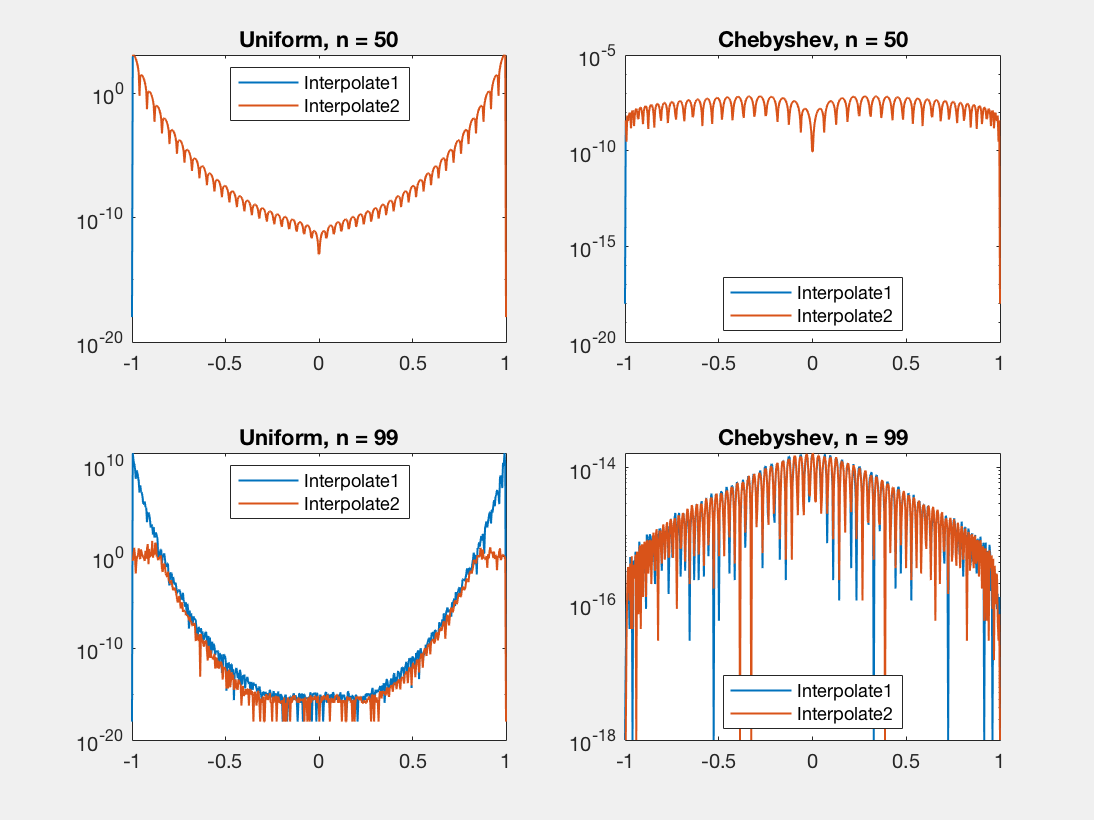 Uniform, n = 50
10^0
10^-10
10^-20
Interpolate1
Interpolate2
-1 -0.5 0 0.5 1
Chebyshev, n = 50
10^-5
10^-10
10^-15
10^-20
Interpolate1
Interpolate2
-1 -0.5 0 0.5 1
Uniform, n = 99
10^10
10^0
10^-10
10^-20
Interpolate1
Interpolate2
-1 -0.5 0 0.5 1
Chebyshev, n = 99
10^-14
10^-16
10^-18
Interpolate1
Interpolate2
-1 -0.5 0 0.5 1